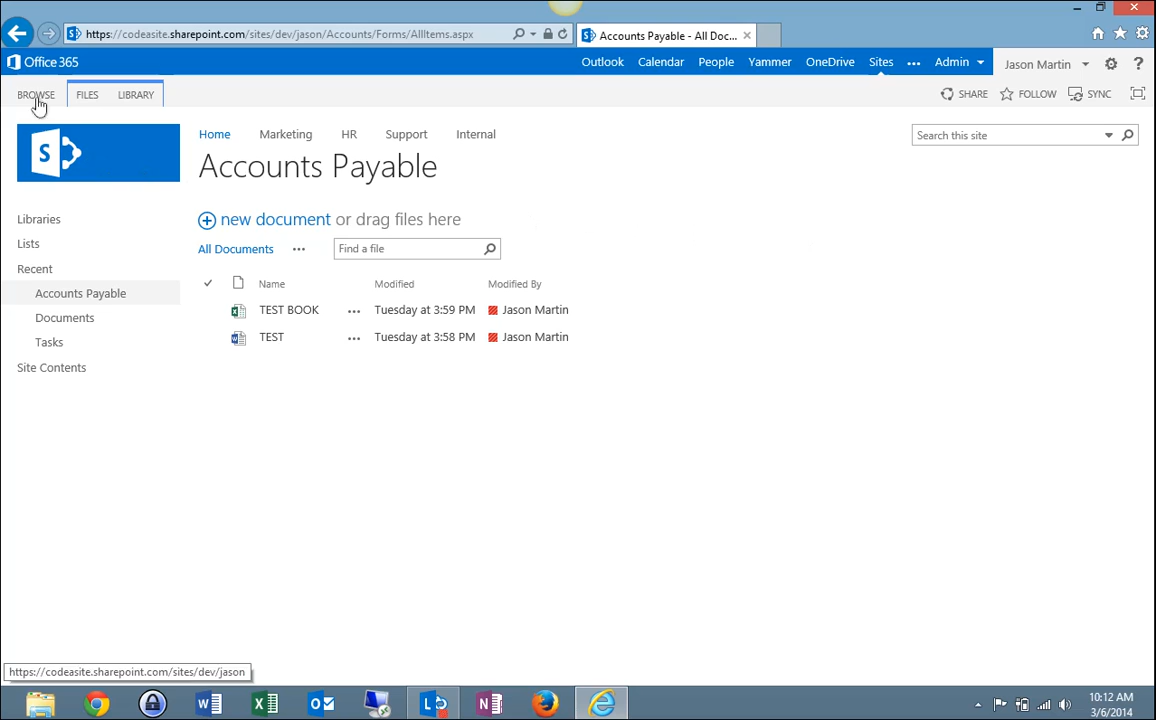 https://codeasite.sharepoint.com/sites/dev/jason/Accounts/Forms/AllItems.aspx
Accounts Payable - All Doc...
Office 365
Outlook Calendar People Yammer OneDrive Sites ... Admin Jason Martin ?
BROWSE FILES LIBRARY SHARE FOLLOW SYNC
S
Home Marketing HR Support Internal
Search this site
Accounts Payable
Libraries
Lists
Recent
Accounts Payable
Documents
Tasks
Site Contents
new document or drag files here
All Documents ... Find a file
Name Modified Modified By
TEST BOOK ... Tuesday at 3:59 PM Jason Martin
TEST ... Tuesday at 3:58 PM Jason Martin
https://codeasite.sharepoint.com/sites/dev/jason
10:12 AM
3/6/2014